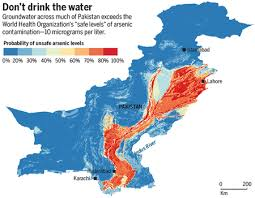 Don't drink the water
Groundwater across much of Pakistan exceeds the
World Health Organization's "safe levels" of arsenic
contamination—10 micrograms per liter.
Probability of unsafe arsenic levels
0% 20% 30% 40% 50% 60% 70% 80% 100%
Islamabad
Lahore
PAKISTAN
Indus River
Karachi
0 200
Km